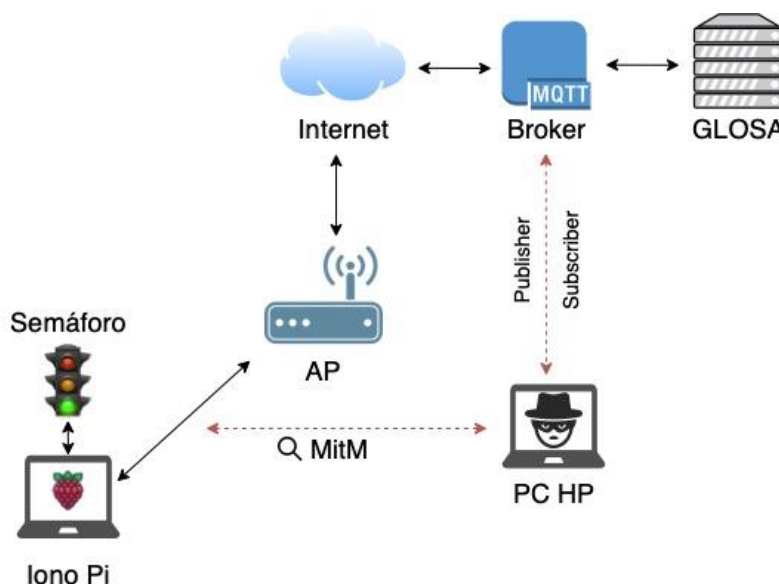 MQTT
Internet
Broker
GLOSA
Publisher
Subscriber
Semáforo
AP
MitM
PC HP
Iono Pi